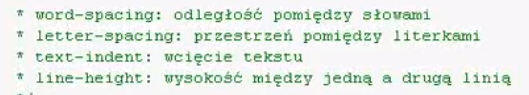 * word-spacing: odległość pomiędzy słowami
* letter-spacing: przestrzeń pomiędzy literkami
* text-indent: wcięcie tekstu
* line-height: wysokość między jedną a drugą linią